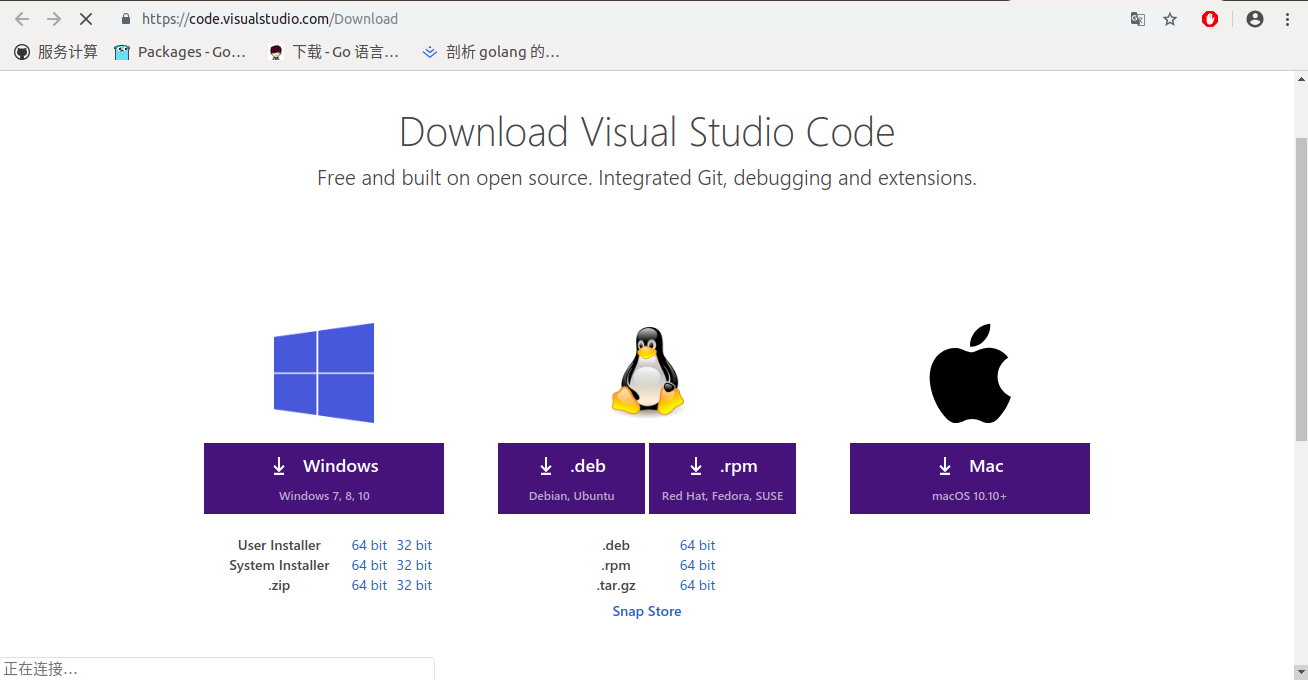 https://code.visualstudio.com/Download
服务计算 Packages - Go... 下载 - Go 语言... 剖析 golang 的...
Download Visual Studio Code
Free and built on open source. Integrated Git, debugging and extensions.
Windows
Windows 7, 8, 10
.deb
Debian, Ubuntu
.rpm
Red Hat, Fedora, SUSE
Mac
macOS 10.10+
User Installer 64 bit 32 bit
System Installer 64 bit 32 bit
.zip 64 bit 32 bit
.deb 64 bit
.rpm 64 bit
.tar.gz 64 bit
Snap Store
正在连接...